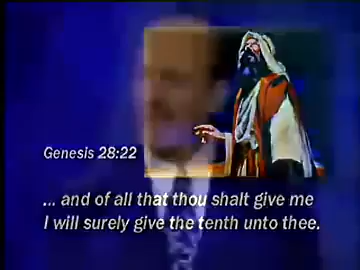 Genesis 28:22
... and of all that thou shalt give me
I will surely give the tenth unto thee.